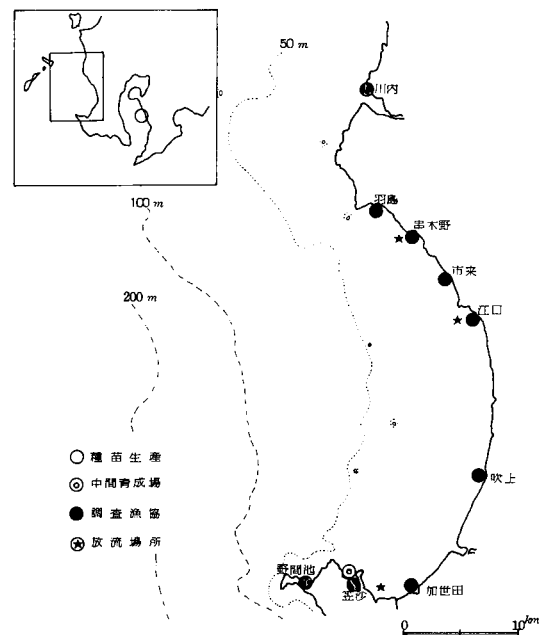 50 m
川内
100 m
羽島
串木野
200 m
市来
江口
種苗生産
中間育成場
調査漁協
放流場所
吹上
野間池
笠沙
加世田
0
10 km